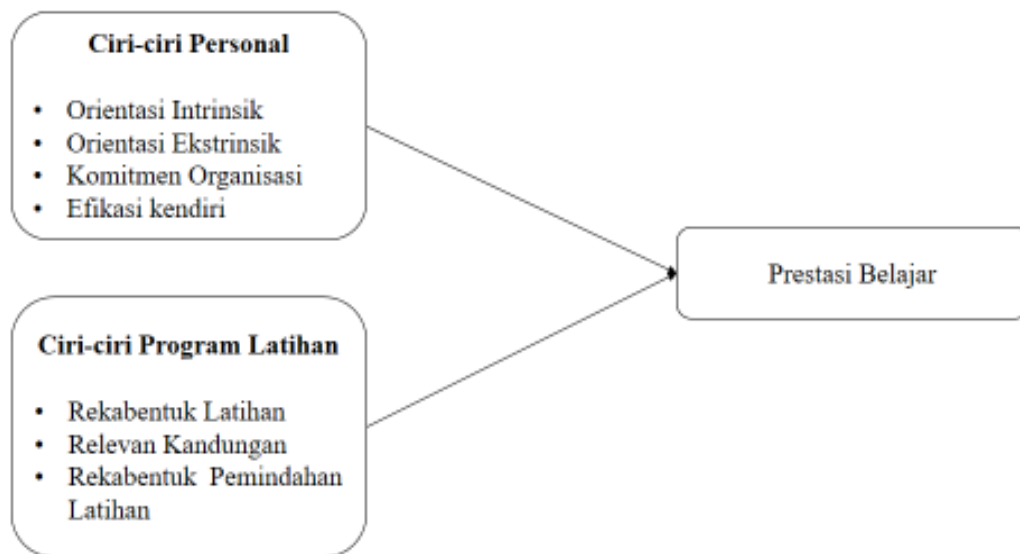 Ciri-ciri Personal
• Orientasi Intrinsik
• Orientasi Ekstrinsik
• Komitmen Organisasi
• Efikasi kendiri
Prestasi Belajar
Ciri-ciri Program Latihan
• Rekabentuk Latihan
• Relevan Kandungan
• Rekabentuk Pemindahan
Latihan